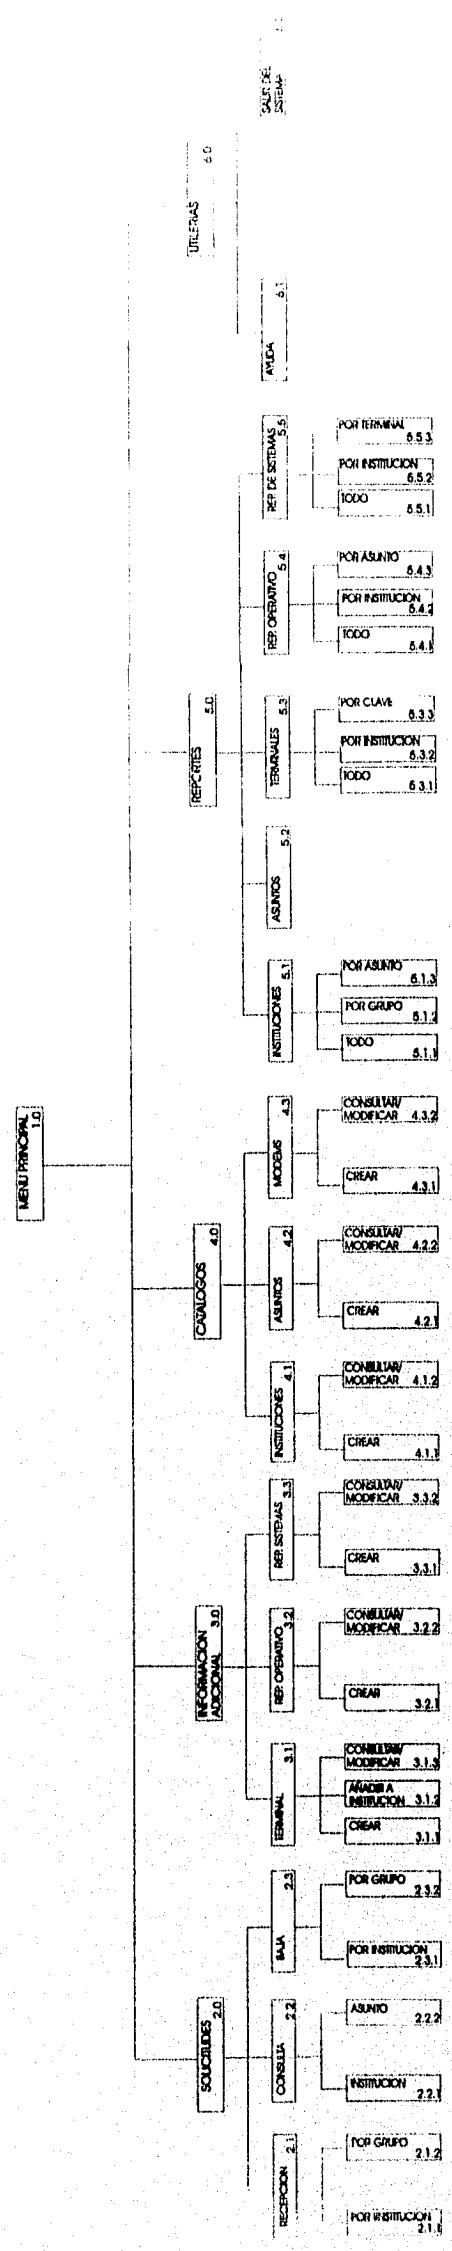 MENU PRINCIPAL
1.0
SOLICITUDES
2.0
RECEPCION
2.1
POR INSTITUCION
2.1.1
POR GRUPO
2.1.2
CONSULTA
2.2
INSTITUCION
2.2.1
ASUNTO
2.2.2
BAJA
2.3
POR INSTITUCION
2.3.1
POR GRUPO
2.3.2
INFORMACION
ADICIONAL
3.0
TERMINAL
3.1
CREAR
3.1.1
AÑADIR A
INSTITUCION 3.1.2
CONSULTAR/
MODIFICAR 3.1.3
REP. OPERATIVO
3.2
CREAR
3.2.1
CONSULTAR/
MODIFICAR 3.2.2
REP. SISTEMAS
3.3
CREAR
3.3.1
CONSULTAR/
MODIFICAR 3.3.2
CATALOGOS
4.0
INSTITUCIONES
4.1
CREAR
4.1.1
CONSULTAR/
MODIFICAR 4.1.2
ASUNTOS
4.2
CREAR
4.2.1
CONSULTAR/
MODIFICAR 4.2.2
MODEMS
4.3
CREAR
4.3.1
CONSULTAR/
MODIFICAR 4.3.2
REPORTES
5.0
INSTITUCIONES
5.1
TODO
5.1.1
POR GRUPO
5.1.2
POR ASUNTO
5.1.3
ASUNTOS
5.2
TERMINALES
5.3
TODO
5.3.1
POR INSTITUCION
5.3.2
POR CLAVE
5.3.3
REP. OPERATIVO
5.4
TODO
5.4.1
POR INSTITUCION
5.4.2
POR ASUNTO
5.4.3
REP. DE SISTEMAS
5.5
TODO
5.5.1
POR INSTITUCION
5.5.2
POR TERMINAL
5.5.3
UTILERIAS
6.0
AYUDA
6.1
SALIR DEL
SISTEMA